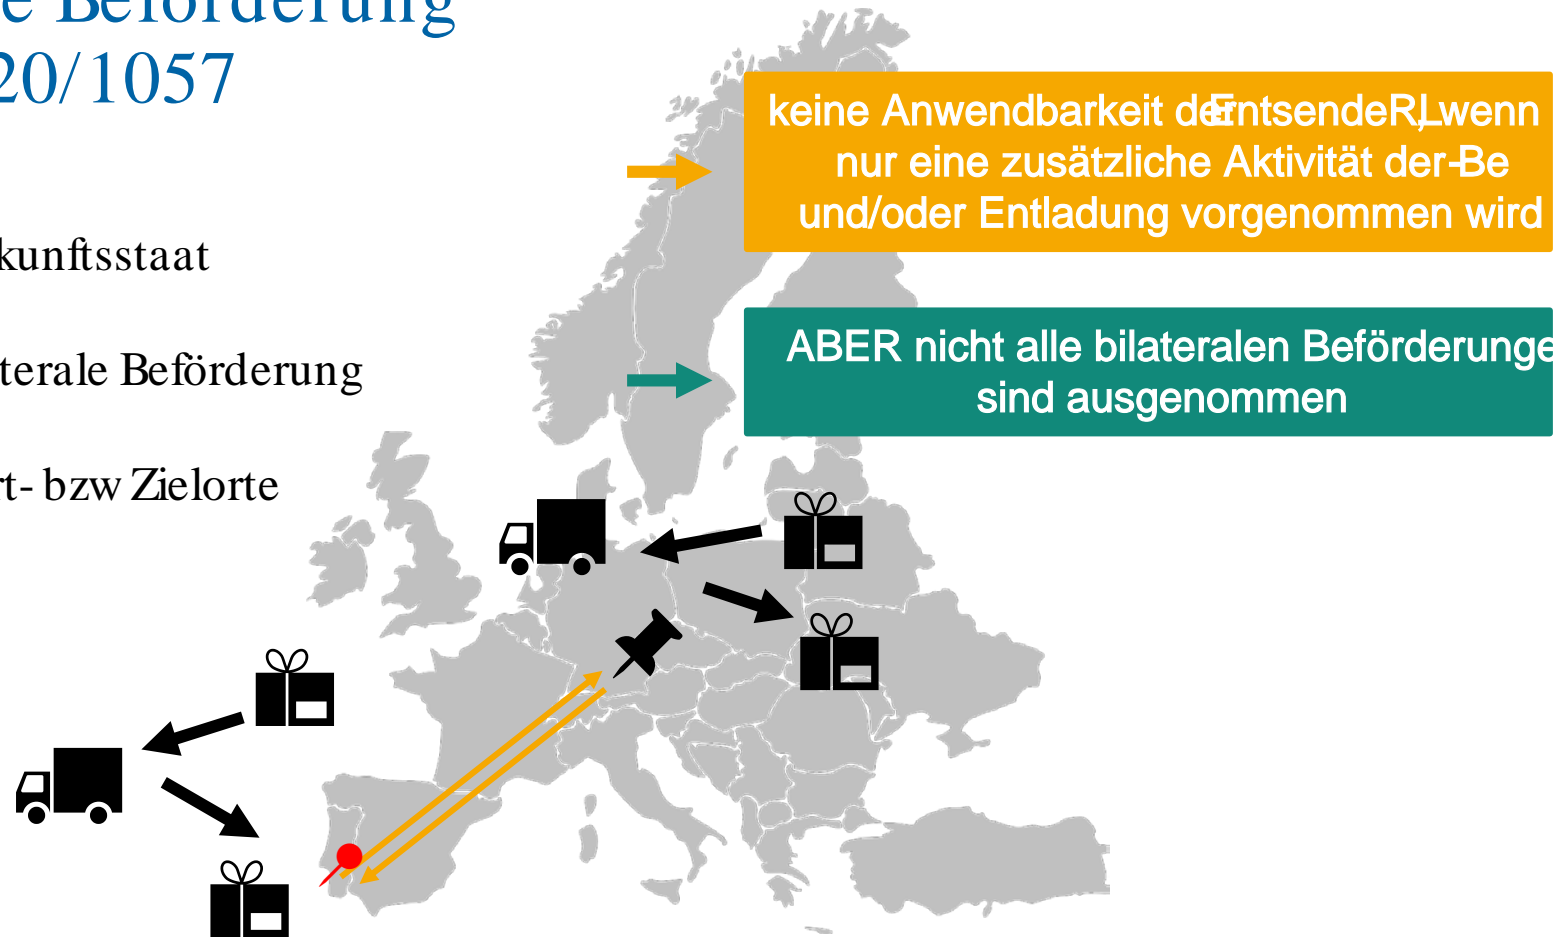 e Beförderung
20/1057
kunftsstaat
terale Beförderung
rt- bzw Zielorte
keine Anwendbarkeit der EntsendeRL, wenn
nur eine zusätzliche Aktivität der Be-
und/oder Entladung vorgenommen wird
ABER nicht alle bilateralen Beförderunge
sind ausgenommen